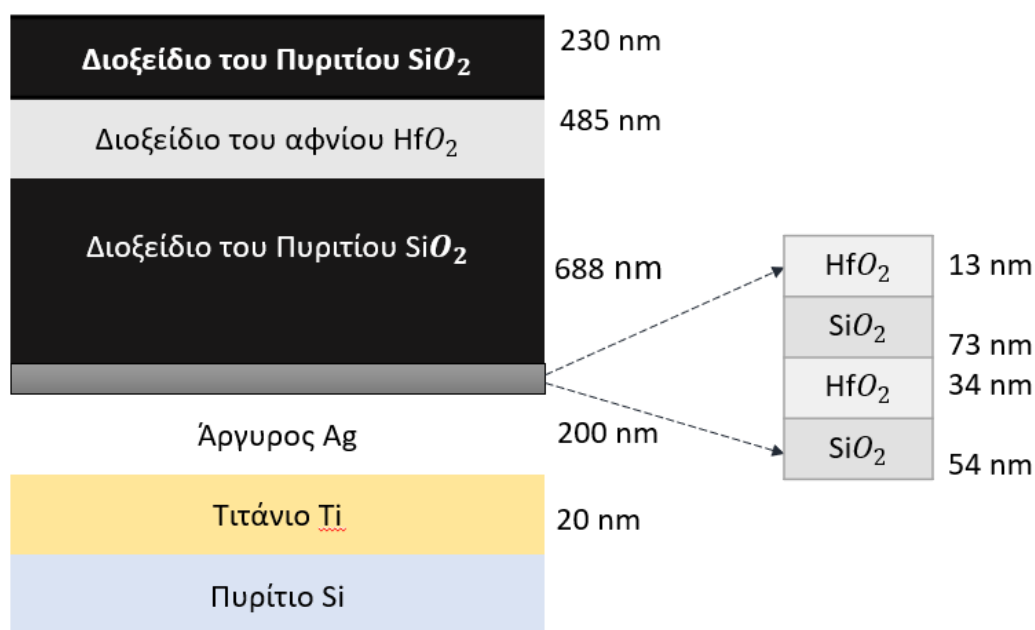 Διοξείδιο του Πυριτίου SiO₂
230 nm
Διοξείδιο του αφνίου HfO₂
485 nm
Διοξείδιο του Πυριτίου SiO₂
688 nm
HfO₂
13 nm
SiO₂
73 nm
HfO₂
34 nm
SiO₂
54 nm
Άργυρος Ag
200 nm
Τιτάνιο Ti
20 nm
Πυρίτιο Si